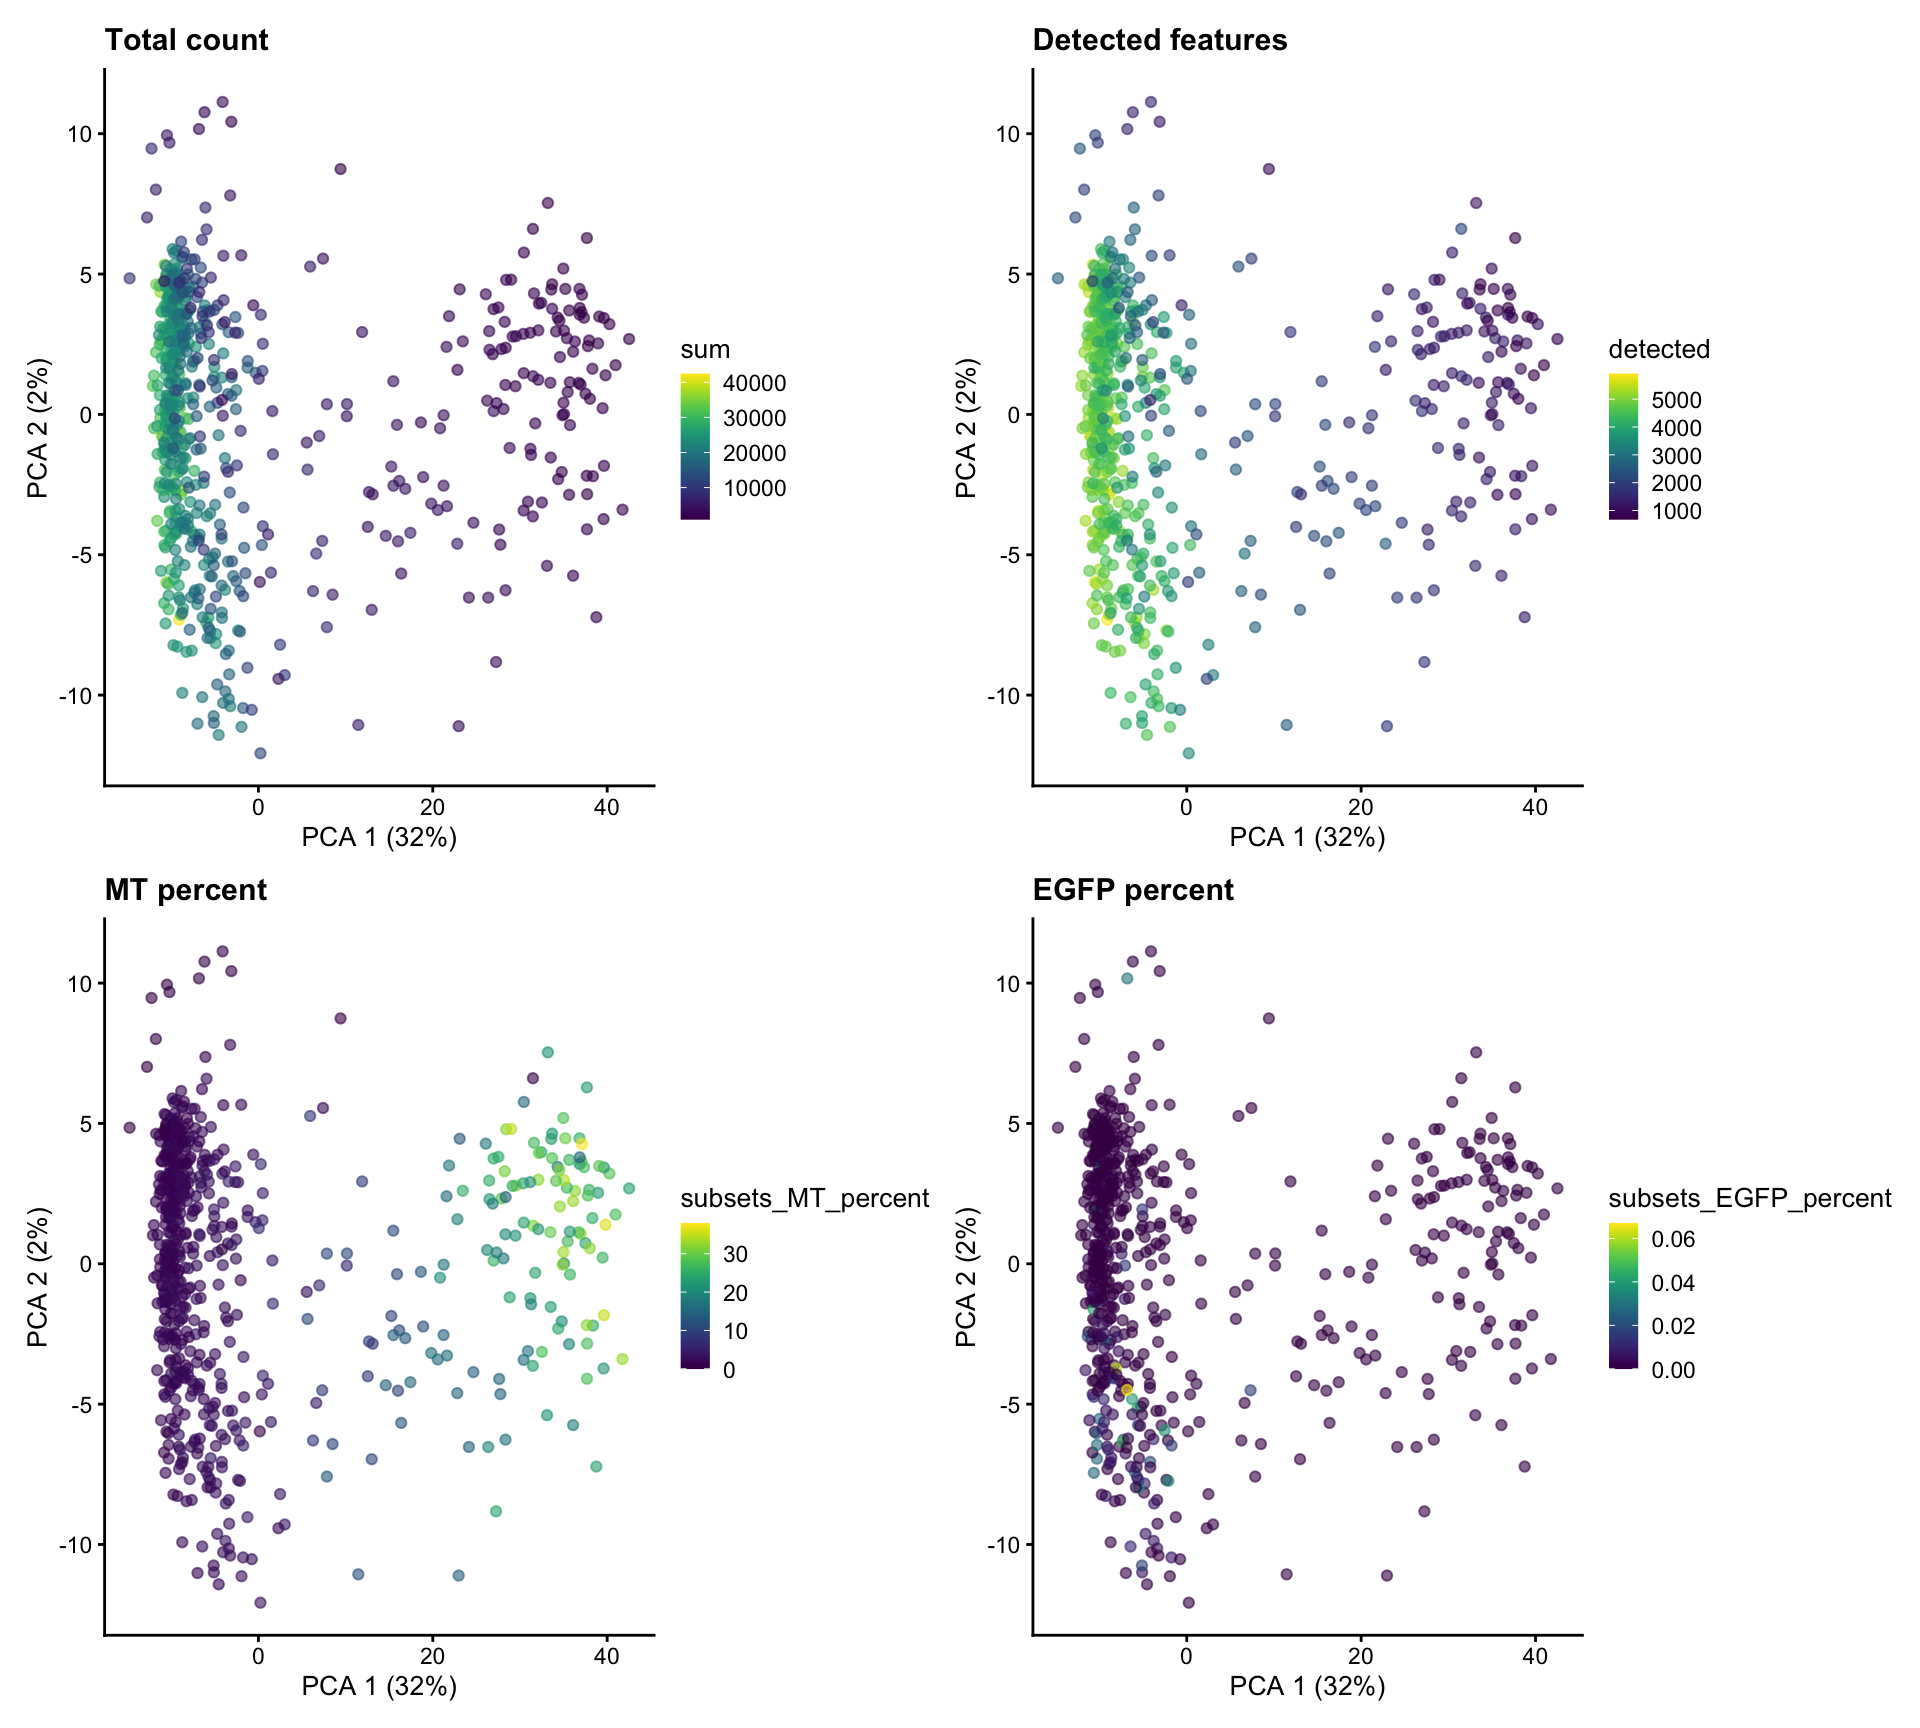 Total count
10
5
0
-5
-10
PCA 2 (2%)
0 20 40
PCA 1 (32%)
sum
40000
30000
20000
10000
Detected features
10
5
0
-5
-10
PCA 2 (2%)
0 20 40
PCA 1 (32%)
detected
5000
4000
3000
2000
1000
MT percent
10
5
0
-5
-10
PCA 2 (2%)
0 20 40
PCA 1 (32%)
subsets_MT_percent
30
20
10
0
EGFP percent
10
5
0
-5
-10
PCA 2 (2%)
0 20 40
PCA 1 (32%)
subsets_EGFP_percent
0.06
0.04
0.02
0.00